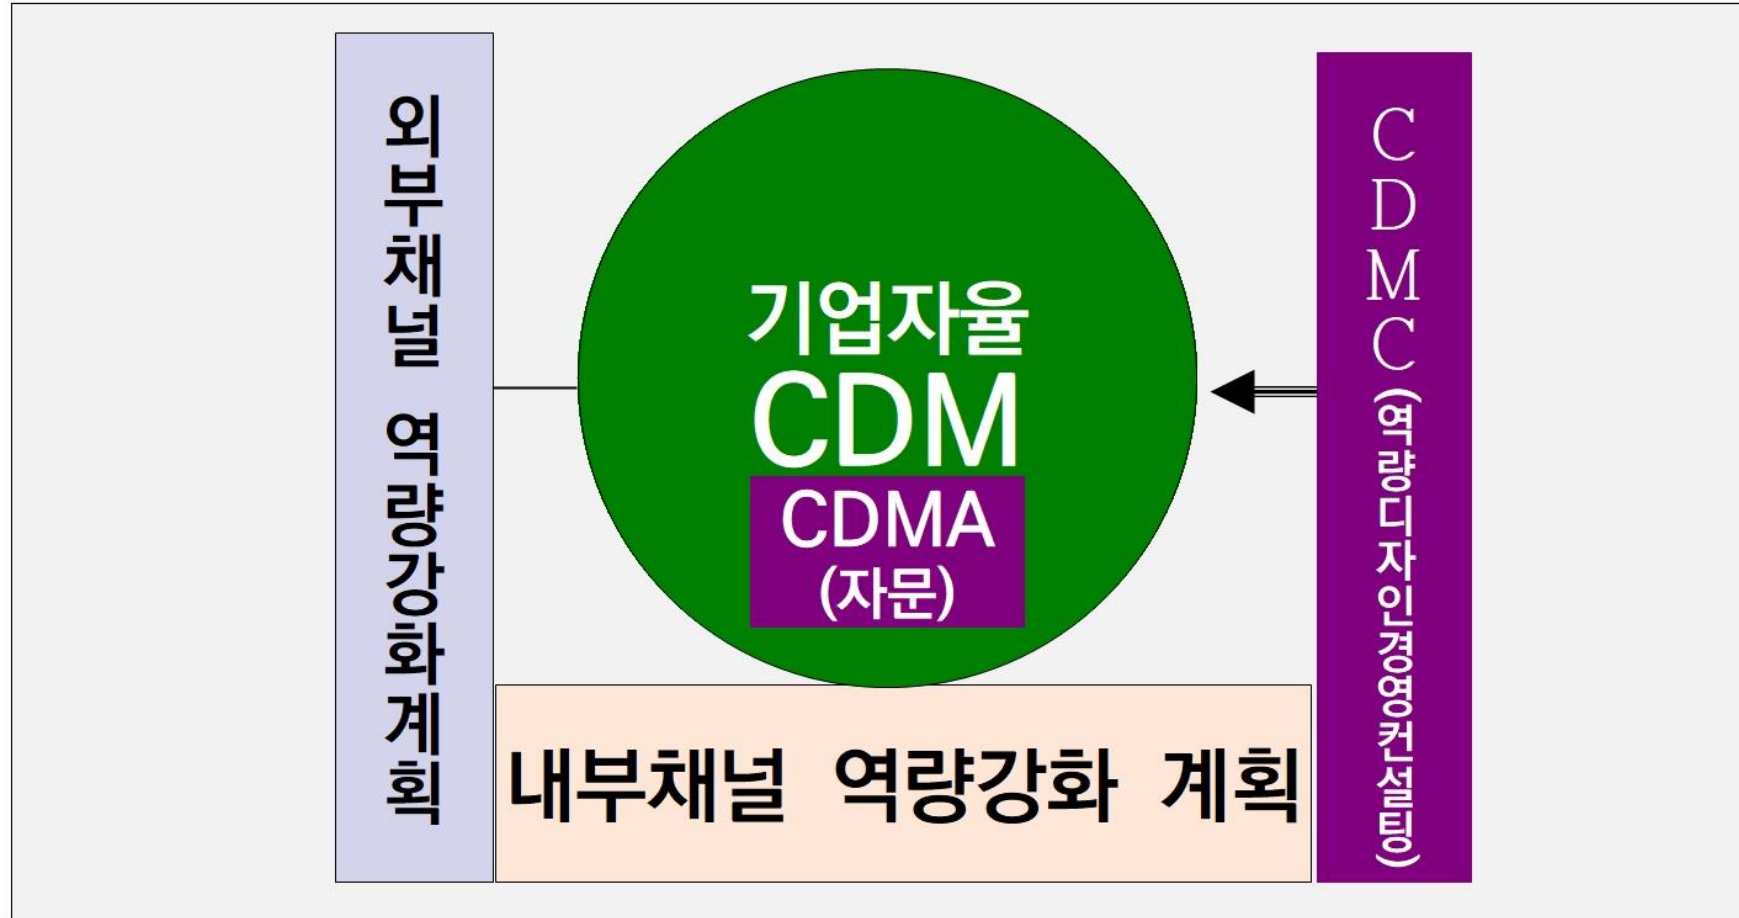 외부채널 역량강화계획
기업자율
CDM
CDMA
(자문)
내부채널 역량강화 계획
CDMC(역량디자인경영컨설팅)